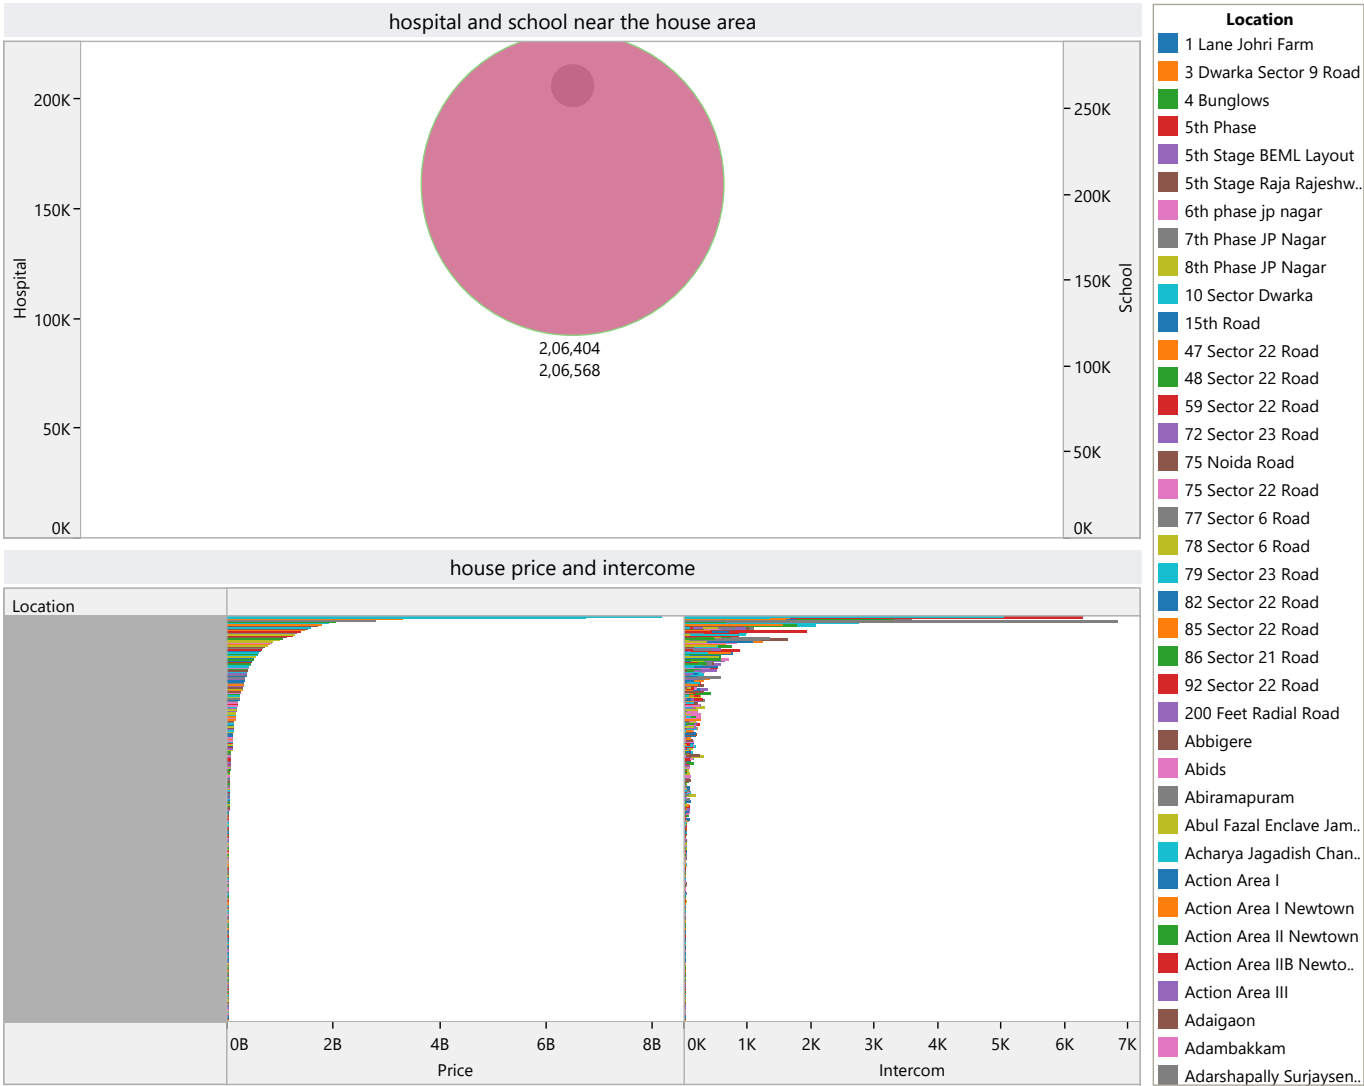 hospital and school near the house area
200K
150K
100K
50K
0K
Hospital
2,06,404
2,06,568
250K
200K
150K
100K
50K
0K
School
house price and intercome
Location
0B
2B
4B
6B
8B
Price
0K
1K
2K
3K
4K
5K
6K
7K
Intercom
Location
1 Lane Johri Farm
3 Dwarka Sector 9 Road
4 Bunglows
5th Phase
5th Stage BEML Layout
5th Stage Raja Rajeshw..
6th phase jp nagar
7th Phase JP Nagar
8th Phase JP Nagar
10 Sector Dwarka
15th Road
47 Sector 22 Road
48 Sector 22 Road
59 Sector 22 Road
72 Sector 23 Road
75 Noida Road
75 Sector 22 Road
77 Sector 6 Road
78 Sector 6 Road
79 Sector 23 Road
82 Sector 22 Road
85 Sector 22 Road
86 Sector 21 Road
92 Sector 22 Road
200 Feet Radial Road
Abbigere
Abids
Abiramapuram
Abul Fazal Enclave Jam..
Acharya Jagadish Chan..
Action Area I
Action Area I Newtown
Action Area II Newtown
Action Area IIB Newto..
Action Area III
Adaigaon
Adambakkam
Adarshapally Surjaysen..